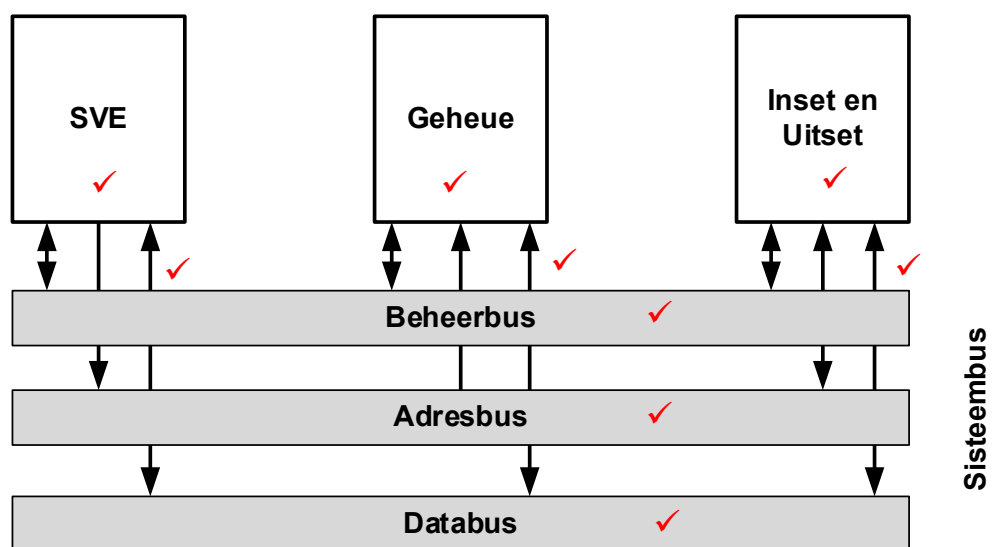 SVE
Geheue
Inset en
Uitset
Beheerbus
Adresbus
Databus
Sisteembus